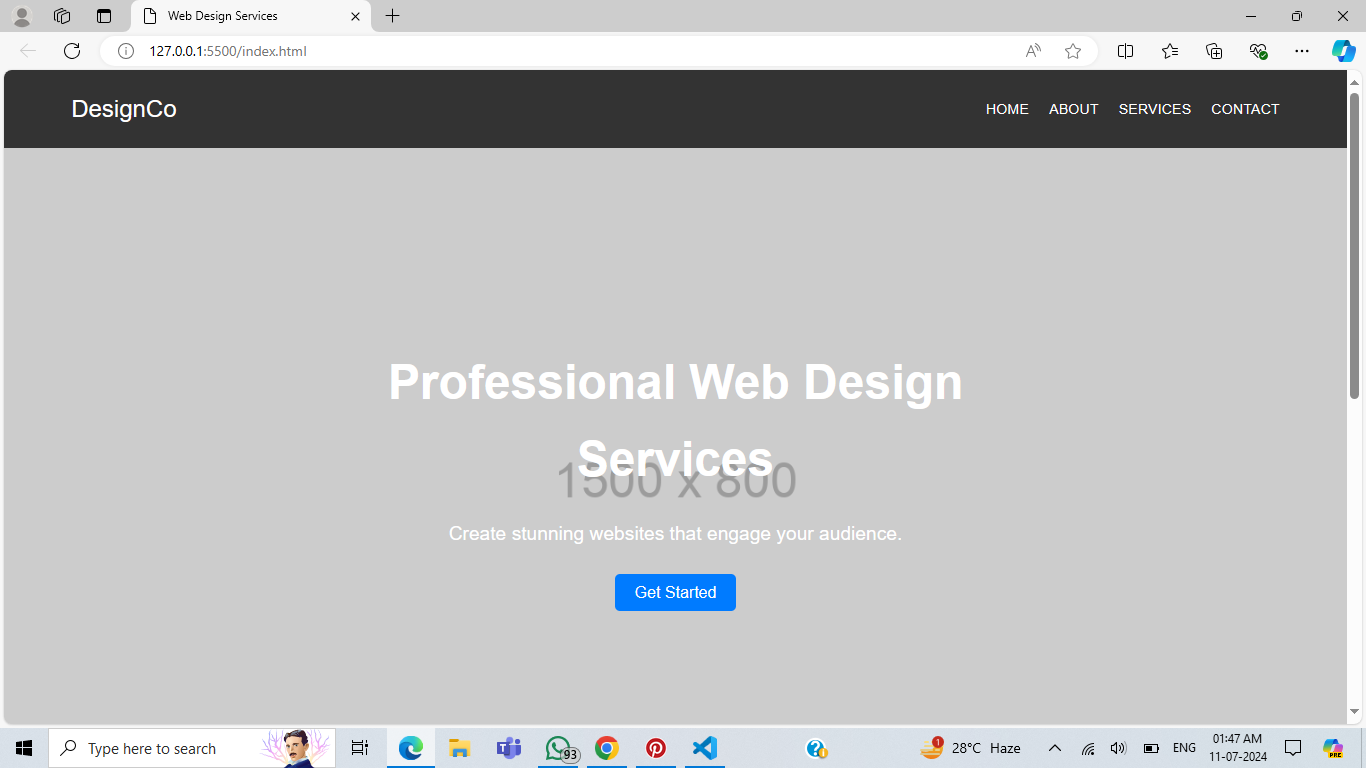 Web Design Services
127.0.0.1:5500/index.html
DesignCo
HOME ABOUT SERVICES CONTACT
Professional Web Design
Services
1500 x 800
Create stunning websites that engage your audience.
Get Started
Type here to search
93
1
28°C Haze
ENG
01:47 AM
11-07-2024
PRE